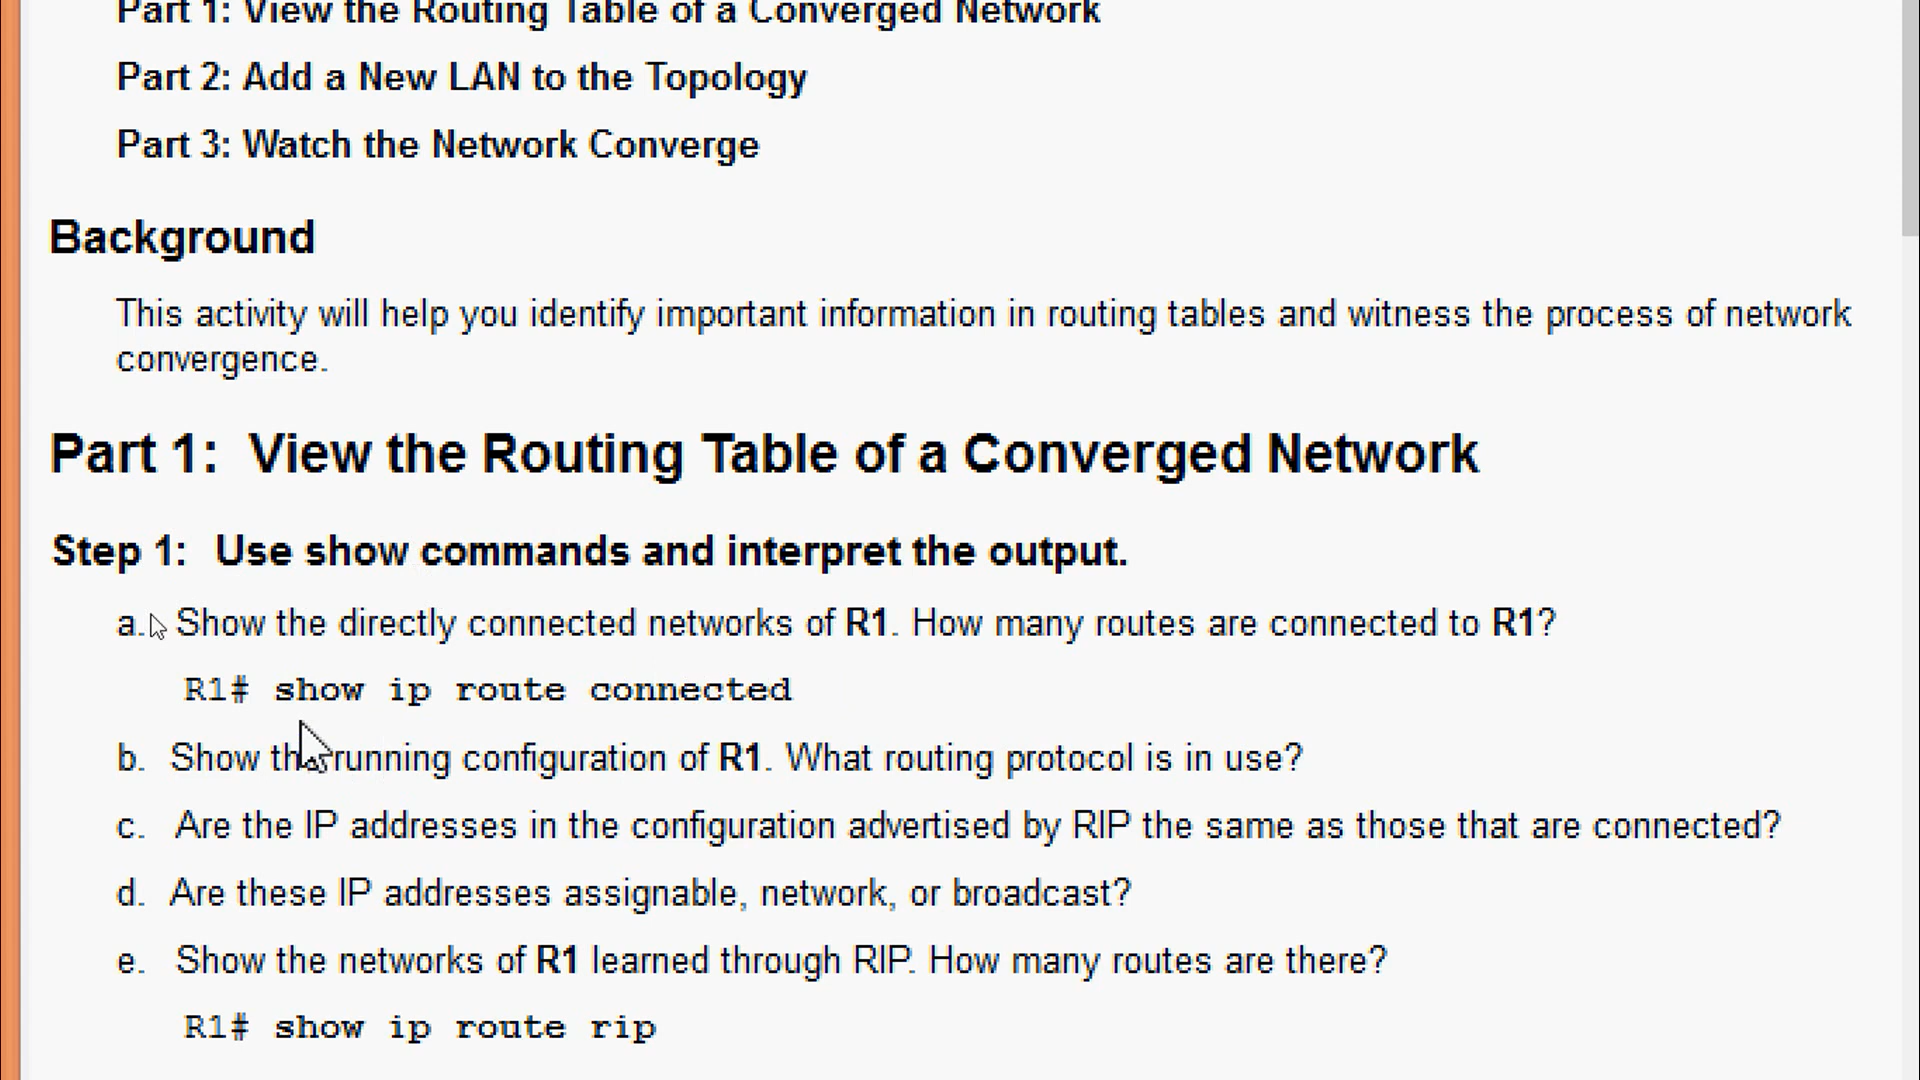 Part 1: View the Routing Table of a Converged Network
Part 2: Add a New LAN to the Topology
Part 3: Watch the Network Converge
Background
This activity will help you identify important information in routing tables and witness the process of network
convergence.
Part 1: View the Routing Table of a Converged Network
Step 1: Use show commands and interpret the output.
a. Show the directly connected networks of R1. How many routes are connected to R1?
R1# show ip route connected
b. Show the running configuration of R1. What routing protocol is in use?
c. Are the IP addresses in the configuration advertised by RIP the same as those that are connected?
d. Are these IP addresses assignable, network, or broadcast?
e. Show the networks of R1 learned through RIP. How many routes are there?
R1# show ip route rip